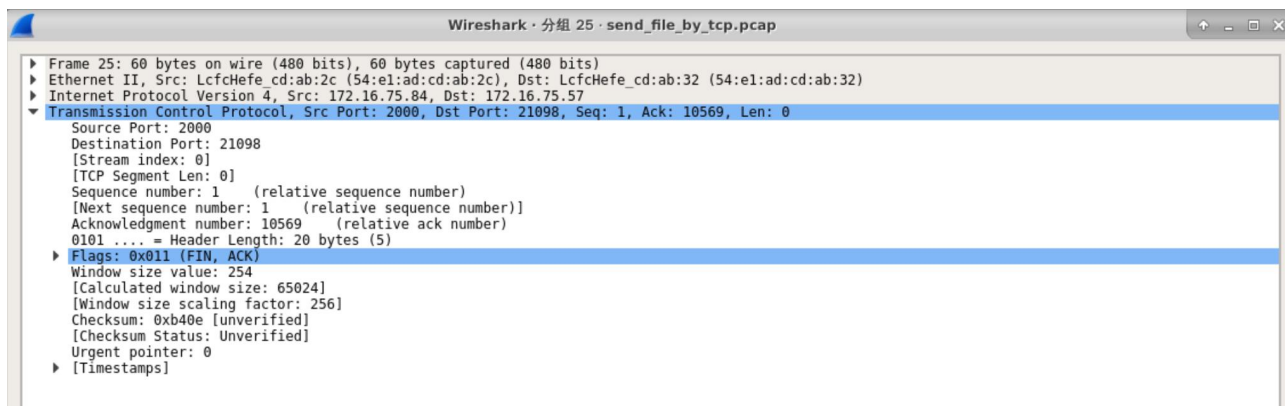 Wireshark · 分组 25 · send_file_by_tcp.pcap
Frame 25: 60 bytes on wire (480 bits), 60 bytes captured (480 bits)
Ethernet II, Src: LcfcHefe_cd:ab:2c (54:e1:ad:cd:ab:2c), Dst: LcfcHefe_cd:ab:32 (54:e1:ad:cd:ab:32)
Internet Protocol Version 4, Src: 172.16.75.84, Dst: 172.16.75.57
Transmission Control Protocol, Src Port: 2000, Dst Port: 21098, Seq: 1, Ack: 10569, Len: 0
Source Port: 2000
Destination Port: 21098
[Stream index: 0]
[TCP Segment Len: 0]
Sequence number: 1    (relative sequence number)
[Next sequence number: 1    (relative sequence number)]
Acknowledgment number: 10569    (relative ack number)
0101 .... = Header Length: 20 bytes (5)
Flags: 0x011 (FIN, ACK)
Window size value: 254
[Calculated window size: 65024]
[Window size scaling factor: 256]
Checksum: 0xb40e [unverified]
[Checksum Status: Unverified]
Urgent pointer: 0
[Timestamps]